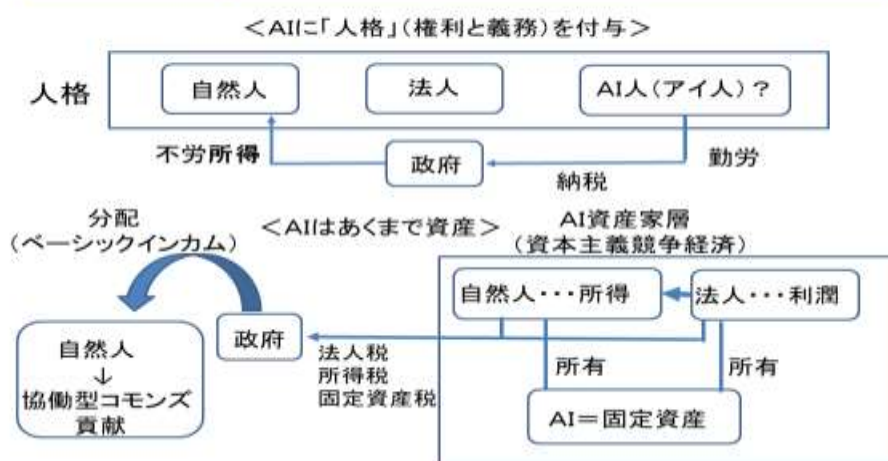 <AIに「人格」(権利と義務)を付与>
人格
自然人
法人
AI人(アイ人)?
不労所得
政府
納税
勤労
分配
(ベーシックインカム)
<AIはあくまで資産>
AI資産家層
(資本主義競争経済)
自然人・・・所得
法人・・・利潤
政府
法人税
所得税
固定資産税
所有
所有
自然人
↓
協働型コモンズ
貢献
AI=固定資産